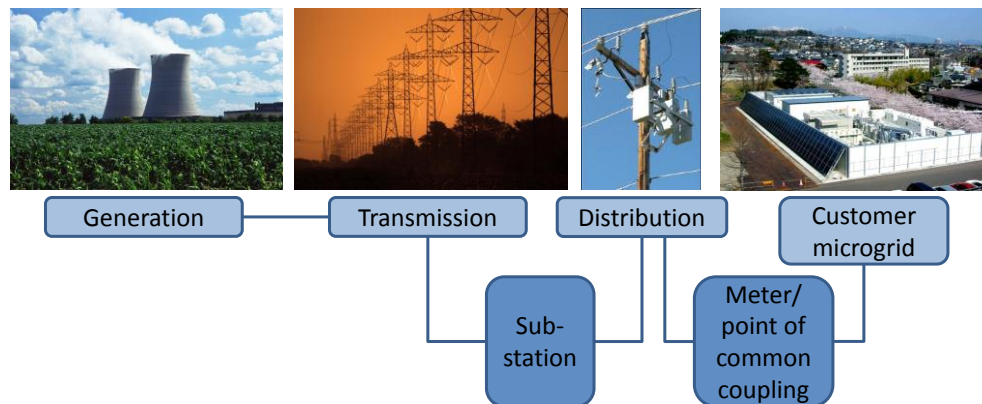 Generation
Transmission
Distribution
Customer
microgrid
Sub-
station
Meter/
point of
common
coupling